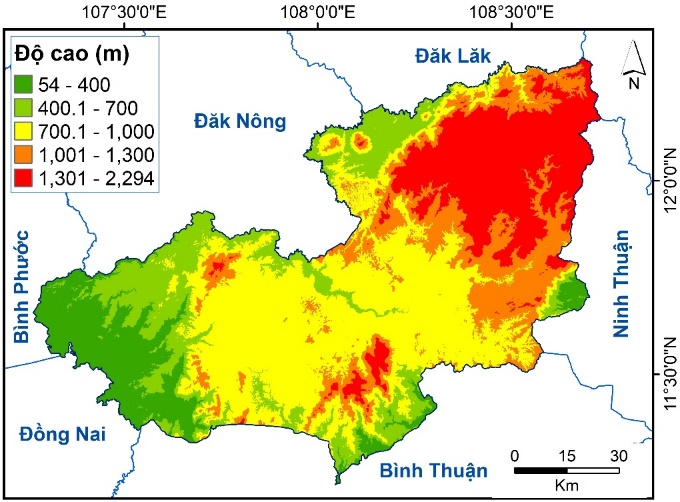 107°30'0"E 108°0'0"E 108°30'0"E
Độ cao (m)
54 - 400
400.1 - 700
700.1 - 1,000
1,001 - 1,300
1,301 - 2,294
Đăk Lăk
N
Đăk Nông
12°0'0"N
Bình Phước
Ninh Thuận
11°30'0"N
Đồng Nai
Bình Thuận
0 15 30
Km